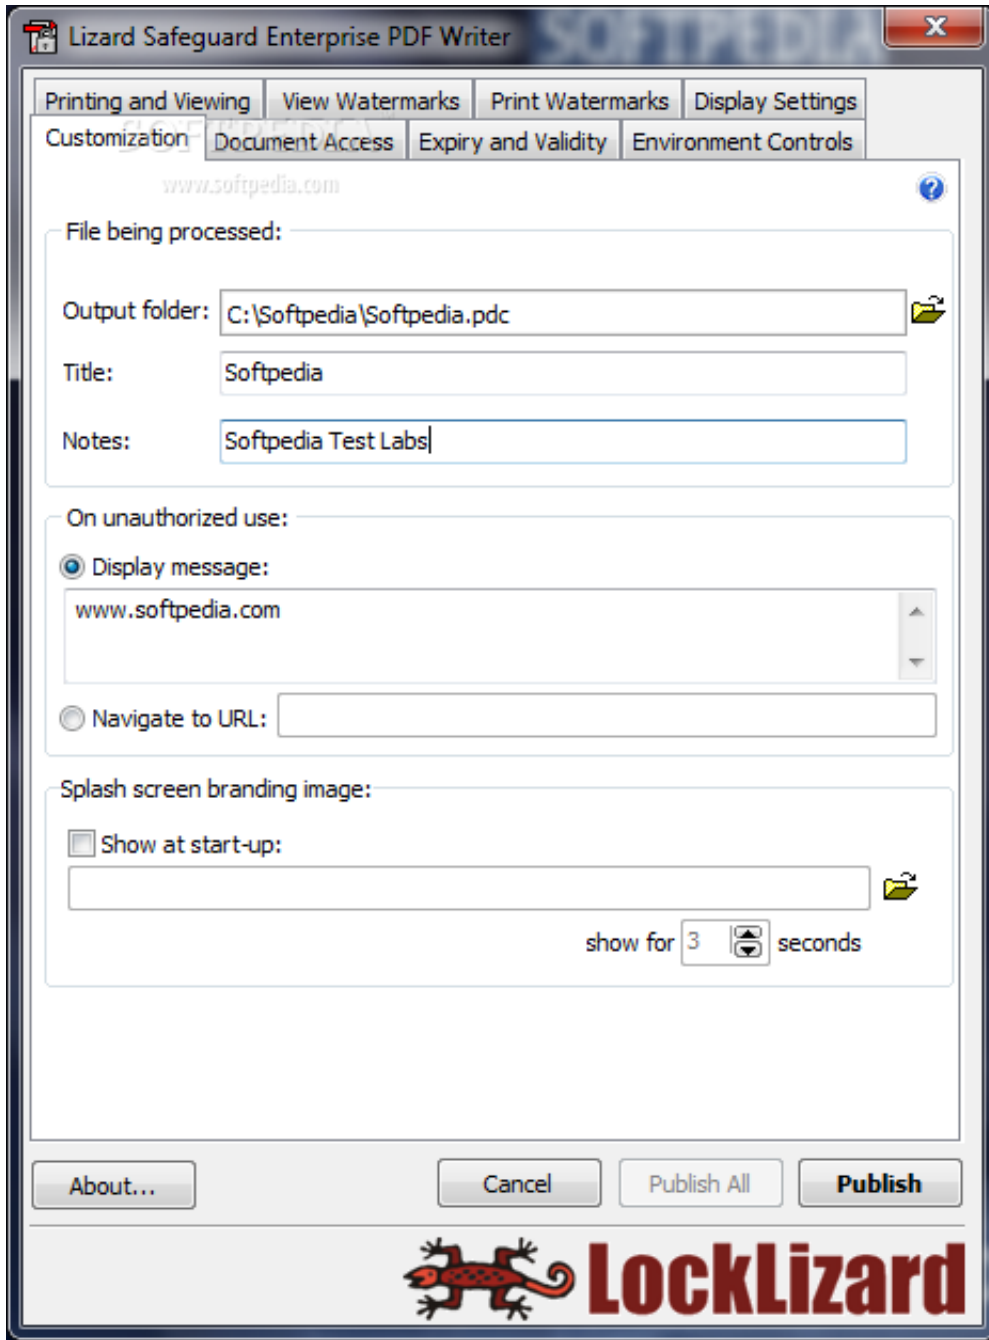 Lizard Safeguard Enterprise PDF Writer
SOFTPEDIA
x
Printing and Viewing View Watermarks Print Watermarks Display Settings
Customization Document Access Expiry and Validity Environment Controls
SOFTPEDIA
www.softpedia.com
?
File being processed:
Output folder: C:\Softpedia\Softpedia.pdc
Title: Softpedia
Notes: Softpedia Test Labs
On unauthorized use:
Display message:
www.softpedia.com
Navigate to URL:
Splash screen branding image:
Show at start-up:
show for 3 seconds
About... Cancel Publish All Publish
LockLizard